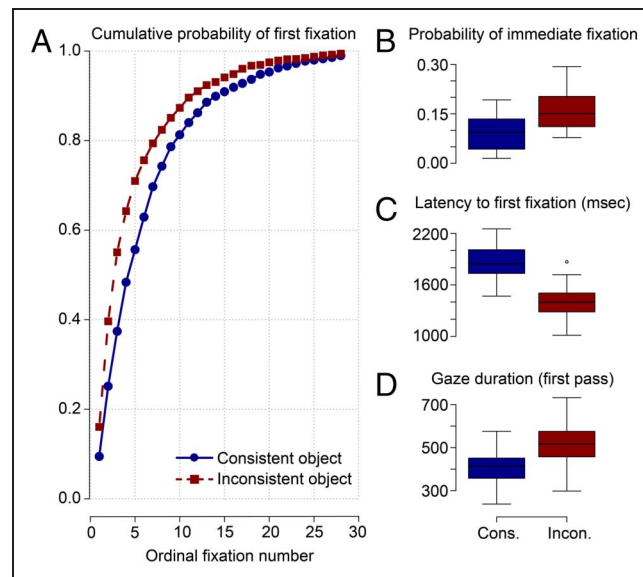 A
Cumulative probability of first fixation
1.0
0.8
0.6
0.4
0.2
0.0
Consistent object
Inconsistent object
0 5 10 15 20 25 30
Ordinal fixation number
B
Probability of immediate fixation
0.30
0.15
0.00
C
Latency to first fixation (msec)
2200
1600
1000
D
Gaze duration (first pass)
700
500
300
Cons. Incon.